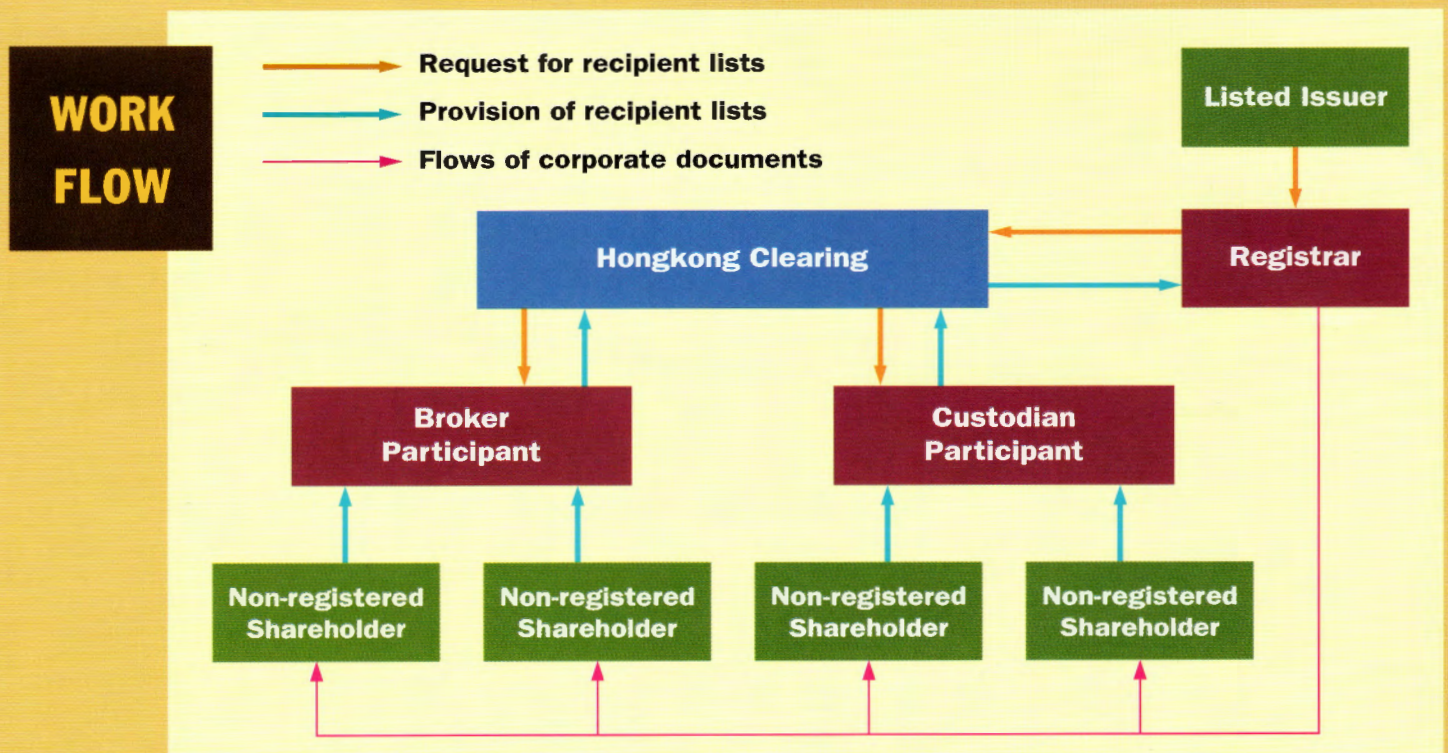 WORK
FLOW
Request for recipient lists
Provision of recipient lists
Flows of corporate documents
Listed Issuer
Hongkong Clearing
Registrar
Broker
Participant
Custodian
Participant
Non-registered
Shareholder
Non-registered
Shareholder
Non-registered
Shareholder
Non-registered
Shareholder